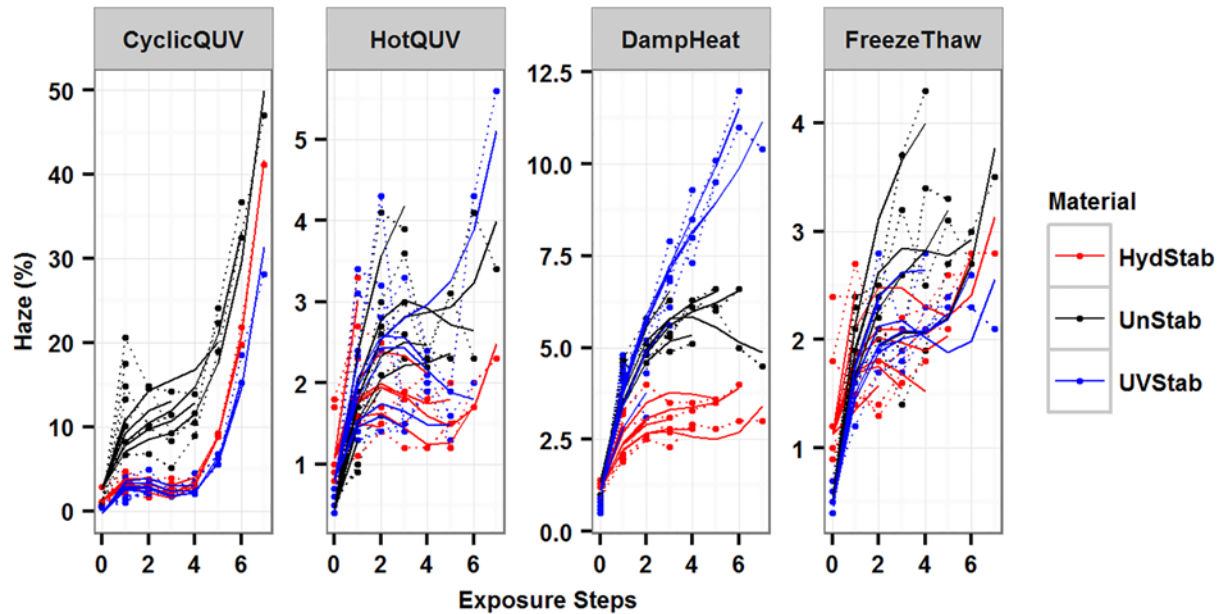 CyclicQUV
HotQUV
DampHeat
FreezeThaw
Haze (%)
50
40
30
20
10
0
5
4
3
2
1
12.5
10.0
7.5
5.0
2.5
0.0
4
3
2
1
0 2 4 6
0 2 4 6
0 2 4 6
0 2 4 6
Exposure Steps
Material
HydStab
UnStab
UVStab